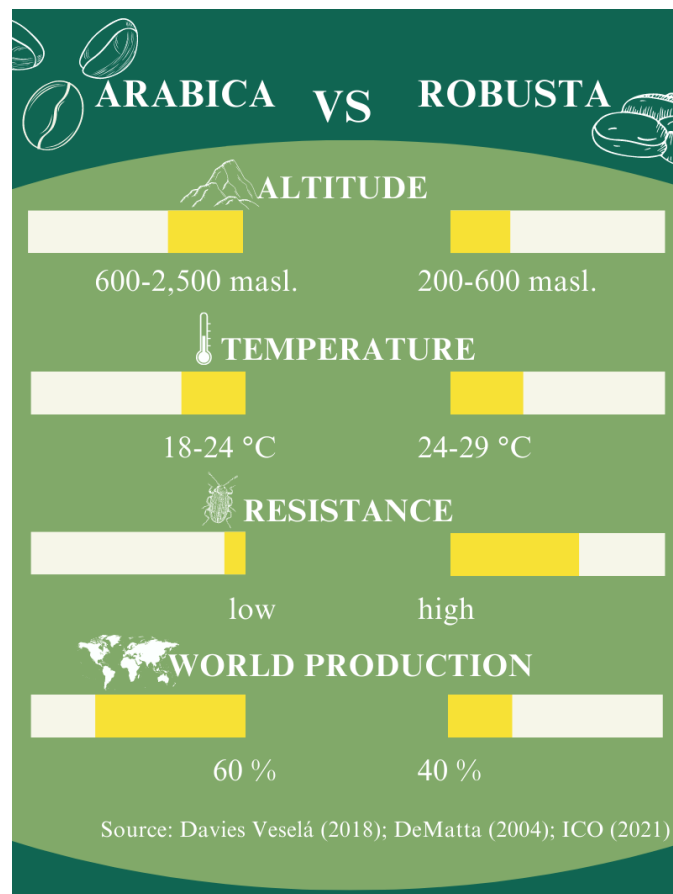 ARABICA VS ROBUSTA
ALTITUDE
600-2,500 masl. 200-600 masl.
TEMPERATURE
18-24 °C 24-29 °C
RESISTANCE
low high
WORLD PRODUCTION
60 % 40 %
Source: Davies Veselá (2018); DeMatta (2004); ICO (2021)